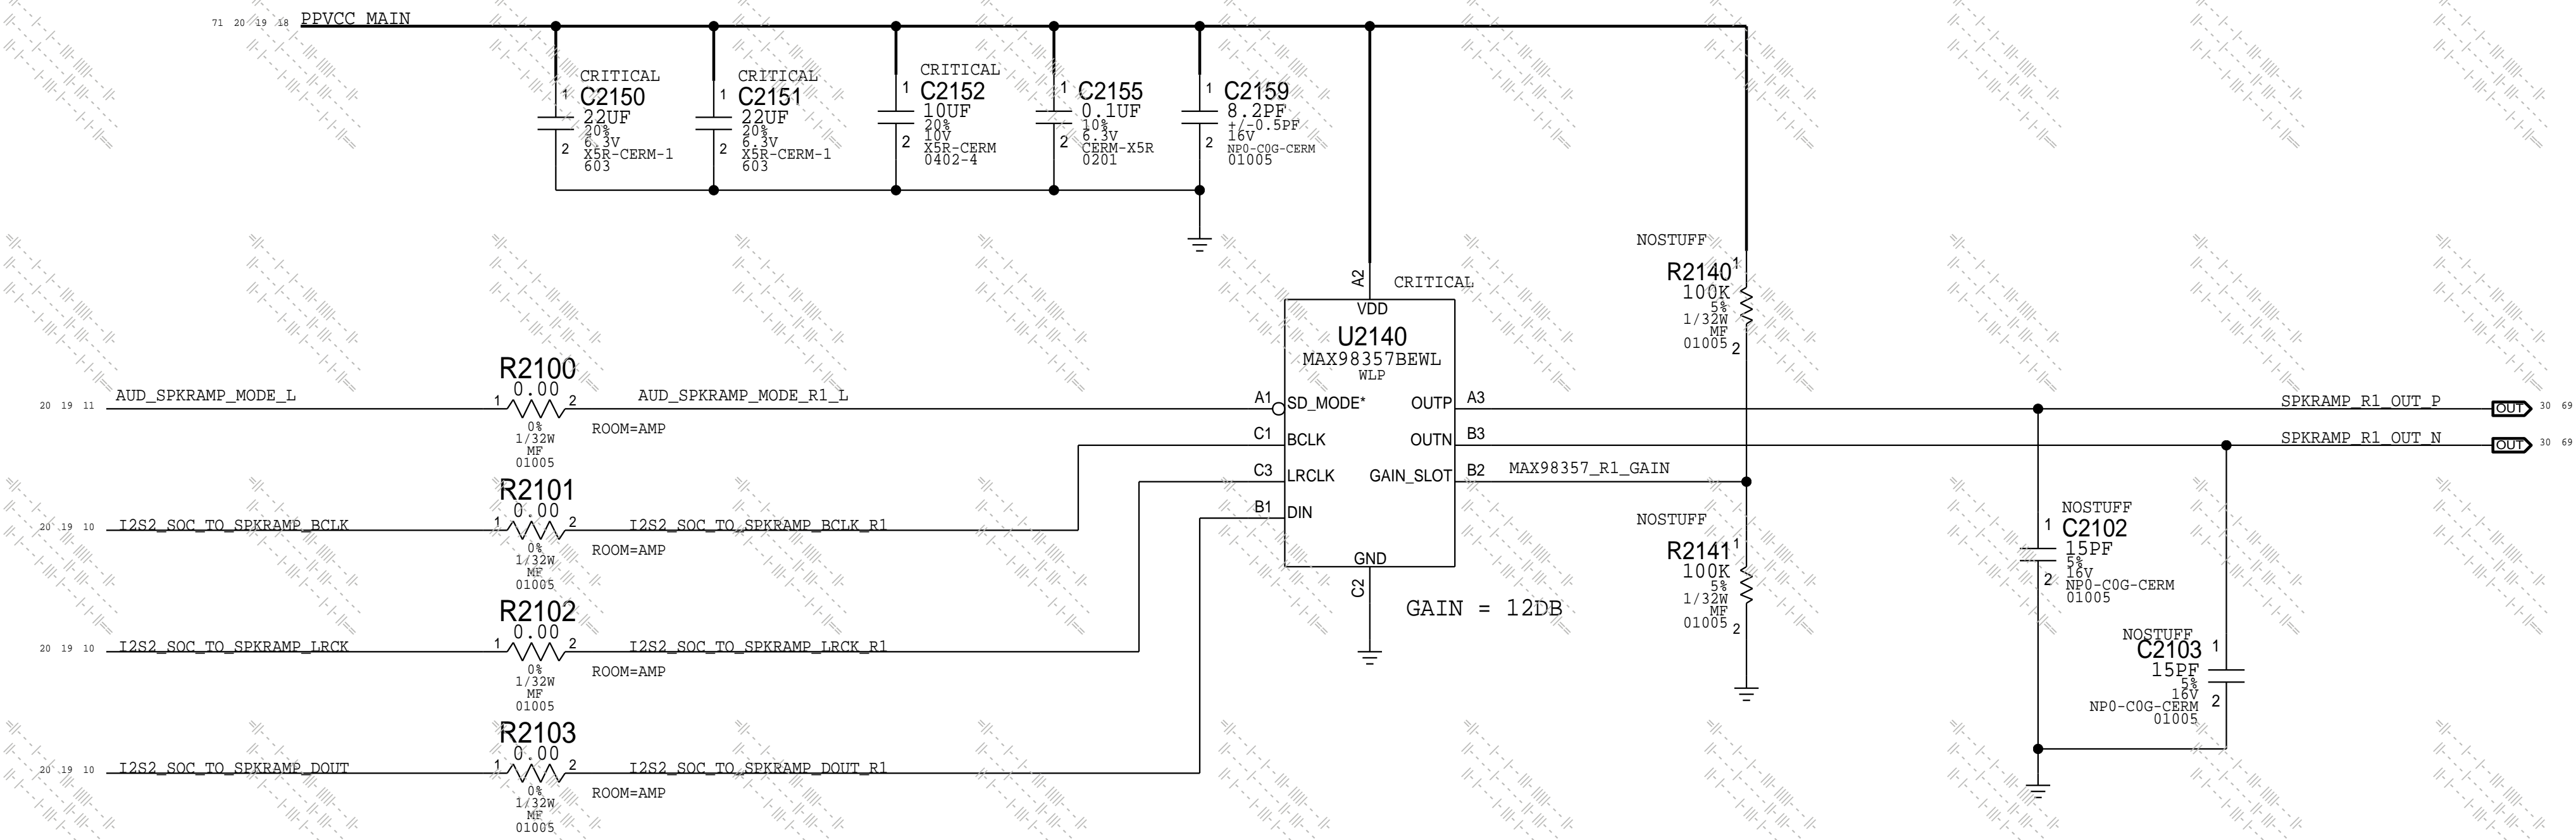 71 20 19 18 PPVCC_MAIN
CRITICAL
C2150
22UF
20%
6.3V
X5R-CERM-1
603
1
2
CRITICAL
C2151
22UF
20%
6.3V
X5R-CERM-1
603
1
2
CRITICAL
C2152
10UF
20%
10V
X5R-CERM
0402-4
1
2
C2155
0.1UF
10%
6.3V
CERM-X5R
0201
1
2
C2159
8.2PF
+/-0.5PF
16V
NP0-C0G-CERM
01005
1
2
NOSTUFF
R2140
100K
5%
1/32W
MF
01005
1
2
A2
CRITICAL
VDD
U2140
MAX98357BEWL
WLP
A1 SD_MODE*
C1 BCLK
C3 LRCLK
B1 DIN
OUTP A3
OUTN B3
GAIN_SLOT B2
GND
C2
GAIN = 12DB
MAX98357_R1_GAIN
20 19 11 AUD_SPKRAMP_MODE_L
R2100
0.00
1 2
0%
1/32W
MF
01005
AUD_SPKRAMP_MODE_R1_L
ROOM=AMP
20 19 10 I2S2_SOC_TO_SPKRAMP_BCLK
R2101
0.00
1 2
0%
1/32W
MF
01005
I2S2_SOC_TO_SPKRAMP_BCLK_R1
ROOM=AMP
20 19 10 I2S2_SOC_TO_SPKRAMP_LRCK
R2102
0.00
1 2
0%
1/32W
MF
01005
I2S2_SOC_TO_SPKRAMP_LRCK_R1
ROOM=AMP
20 19 10 I2S2_SOC_TO_SPKRAMP_DOUT
R2103
0.00
1 2
0%
1/32W
MF
01005
I2S2_SOC_TO_SPKRAMP_DOUT_R1
ROOM=AMP
NOSTUFF
R2141
100K
5%
1/32W
MF
01005
1
2
SPKRAMP_R1_OUT_P OUT 30 69
SPKRAMP_R1_OUT_N OUT 30 69
NOSTUFF
C2102
15PF
5%
16V
NP0-C0G-CERM
01005
1
2
NOSTUFF
C2103
15PF
5%
16V
NP0-C0G-CERM
01005
1
2